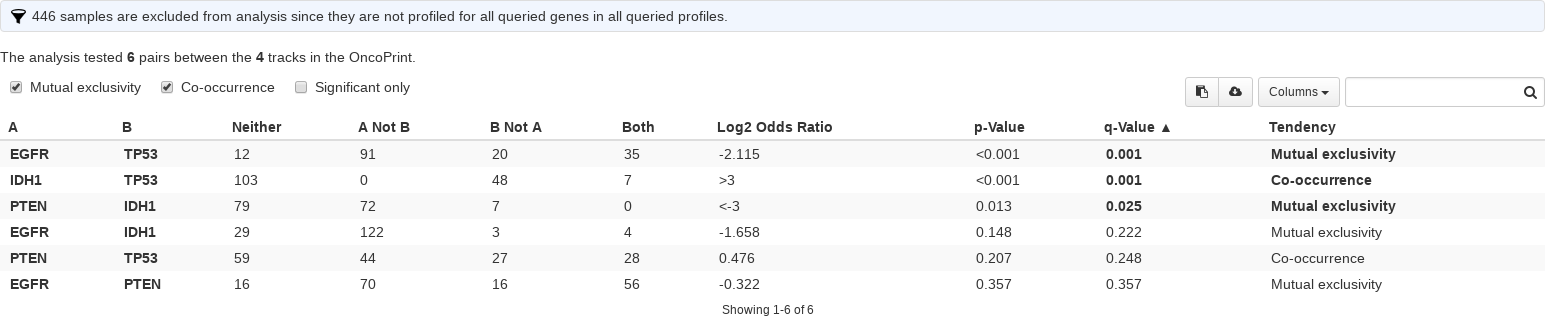 446 samples are excluded from analysis since they are not profiled for all queried genes in all queried profiles.
The analysis tested 6 pairs between the 4 tracks in the OncoPrint.
Mutual exclusivity Co-occurrence Significant only Columns
A B Neither A Not B B Not A Both Log2 Odds Ratio p-Value q-Value ▲ Tendency
EGFR TP53 12 91 20 35 -2.115 <0.001 0.001 Mutual exclusivity
IDH1 TP53 103 0 48 7 >3 <0.001 0.001 Co-occurrence
PTEN IDH1 79 72 7 0 <-3 0.013 0.025 Mutual exclusivity
EGFR IDH1 29 122 3 4 -1.658 0.148 0.222 Mutual exclusivity
PTEN TP53 59 44 27 28 0.476 0.207 0.248 Co-occurrence
EGFR PTEN 16 70 16 56 -0.322 0.357 0.357 Mutual exclusivity
Showing 1-6 of 6